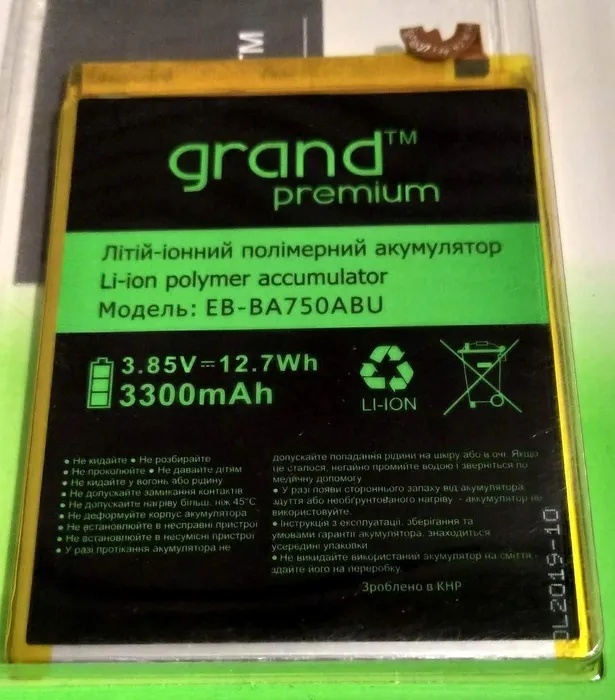 TM
grand™
premium
Літій-іонний полімерний акумулятор
Li-ion polymer accumulator
Модель: EB-BA750ABU
3.85V=12.7Wh
3300mAh
LI-ION
• Не кидайте • Не розбирайте
• Не проколюйте • Не давайте дітям
• Не кидайте у вогонь або рідину
• Не допускайте замикання контактів
• Не допускайте нагріву більш, ніж 45°C
• Не деформуйте корпус акумулятора
• Не встановлюйте в несправні пристрої
• Не встановлюйте в несумісні пристрої
• У разі протікання акумулятора не
допускайте попадання рідини на шкіру або в очі. Якщо
це сталося, негайно промийте водою і зверніться по
медичну допомогу
• У разі появи стороннього запаху від акумулятора,
здуття або необґрунтованого нагріву - акумулятор не
використовуйте.
• Інструкція з експлуатації, зберігання та
умовами гарантії акумулятора, знаходиться
усередині упаковки
• Не викидайте використаний акумулятор на сміття -
здайте його на переробку.
Зроблено в КНР
DL2019-10